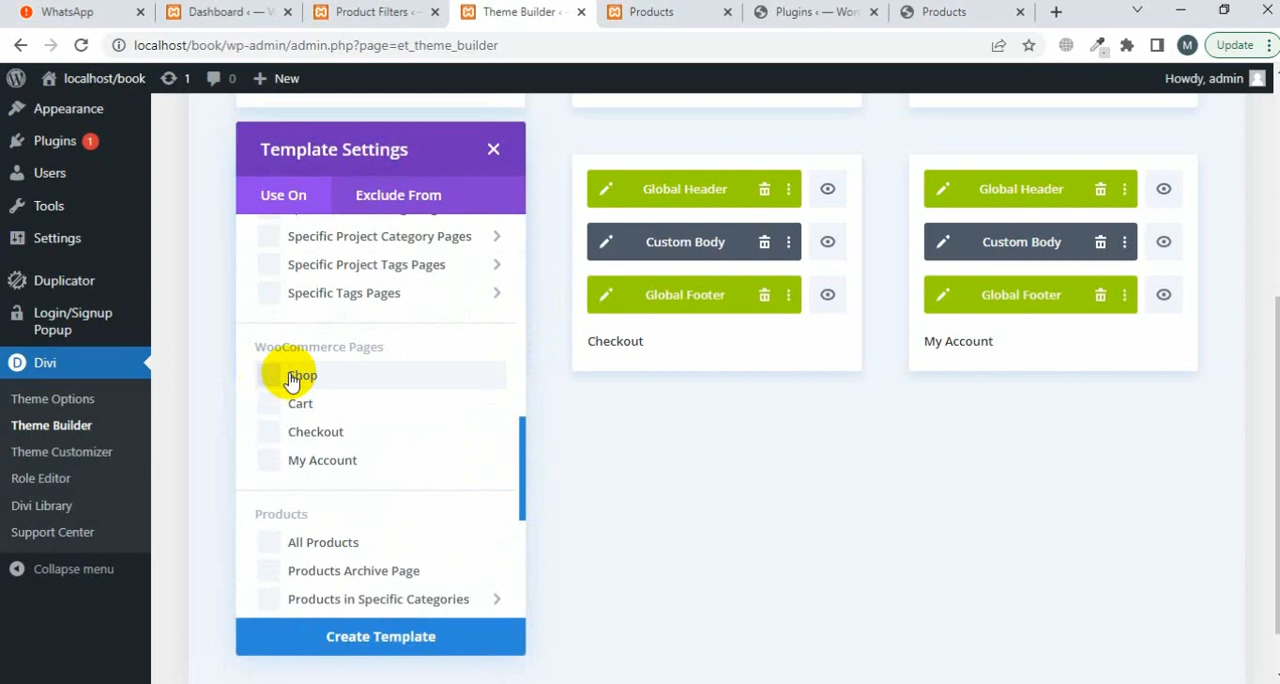 WhatsApp
Dashboard ‹ — W
Product Filters ‹ –
Theme Builder ‹ –
Products
Plugins ‹ — Wor
Products
localhost/book/wp-admin/admin.php?page=et_theme_builder
M
Update
localhost/book
1
0
New
Howdy, admin
Appearance
Plugins 1
Users
Tools
Settings
Duplicator
Login/Signup
Popup
D Divi
Theme Options
Theme Builder
Theme Customizer
Role Editor
Divi Library
Support Center
Collapse menu
Template Settings
Use On
Exclude From
Specific Project Category Pages
Specific Project Tags Pages
Specific Tags Pages
WooCommerce Pages
Shop
Cart
Checkout
My Account
Products
All Products
Products Archive Page
Products in Specific Categories
Create Template
Global Header
Custom Body
Global Footer
Checkout
Global Header
Custom Body
Global Footer
My Account